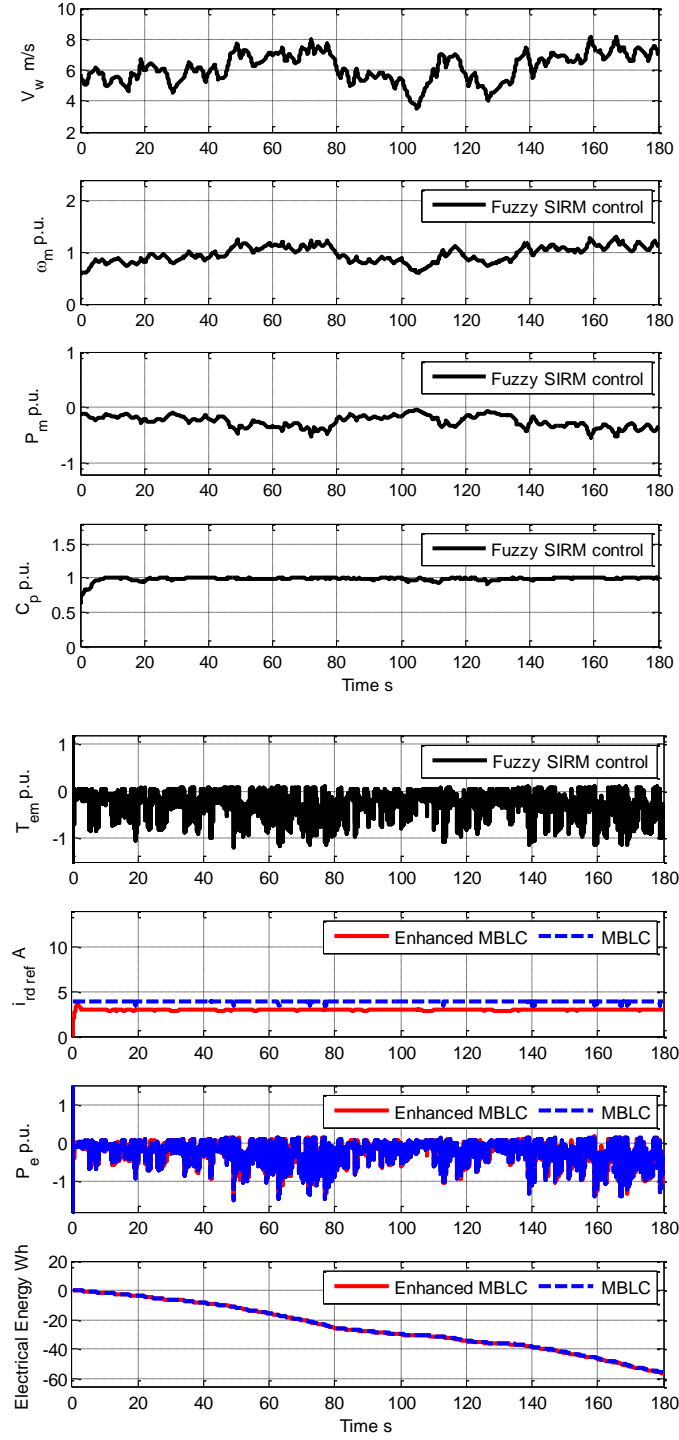 10
8
6
4
2
V_w m/s
0 20 40 60 80 100 120 140 160 180
2
1
0
ω_m p.u.
Fuzzy SIRM control
0 20 40 60 80 100 120 140 160 180
1
0
-1
P_m p.u.
Fuzzy SIRM control
0 20 40 60 80 100 120 140 160 180
1.5
1
0.5
0
C_p p.u.
Fuzzy SIRM control
0 20 40 60 80 100 120 140 160 180
Time s
1
0
-1
T_em p.u.
Fuzzy SIRM control
0 20 40 60 80 100 120 140 160 180
10
5
0
i_rd ref A
Enhanced MBLC MBLC
0 20 40 60 80 100 120 140 160 180
1
0
-1
P_e p.u.
Enhanced MBLC MBLC
0 20 40 60 80 100 120 140 160 180
20
0
-20
-40
-60
Electrical Energy Wh
Enhanced MBLC MBLC
0 20 40 60 80 100 120 140 160 180
Time s